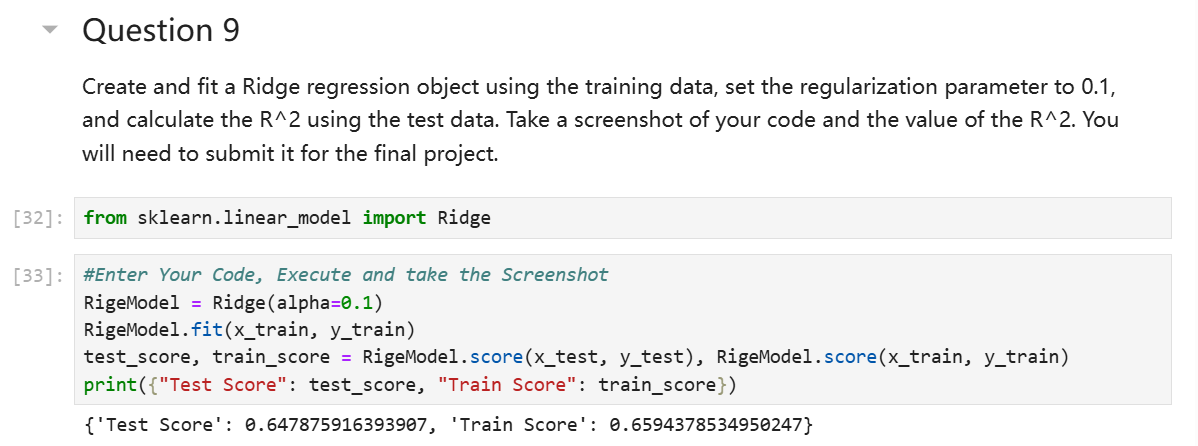 Question 9
Create and fit a Ridge regression object using the training data, set the regularization parameter to 0.1,
and calculate the R^2 using the test data. Take a screenshot of your code and the value of the R^2. You
will need to submit it for the final project.
[32]: from sklearn.linear_model import Ridge
[33]: #Enter Your Code, Execute and take the Screenshot
RigeModel = Ridge(alpha=0.1)
RigeModel.fit(x_train, y_train)
test_score, train_score = RigeModel.score(x_test, y_test), RigeModel.score(x_train, y_train)
print({"Test Score": test_score, "Train Score": train_score})
{'Test Score': 0.647875916393907, 'Train Score': 0.6594378534950247}